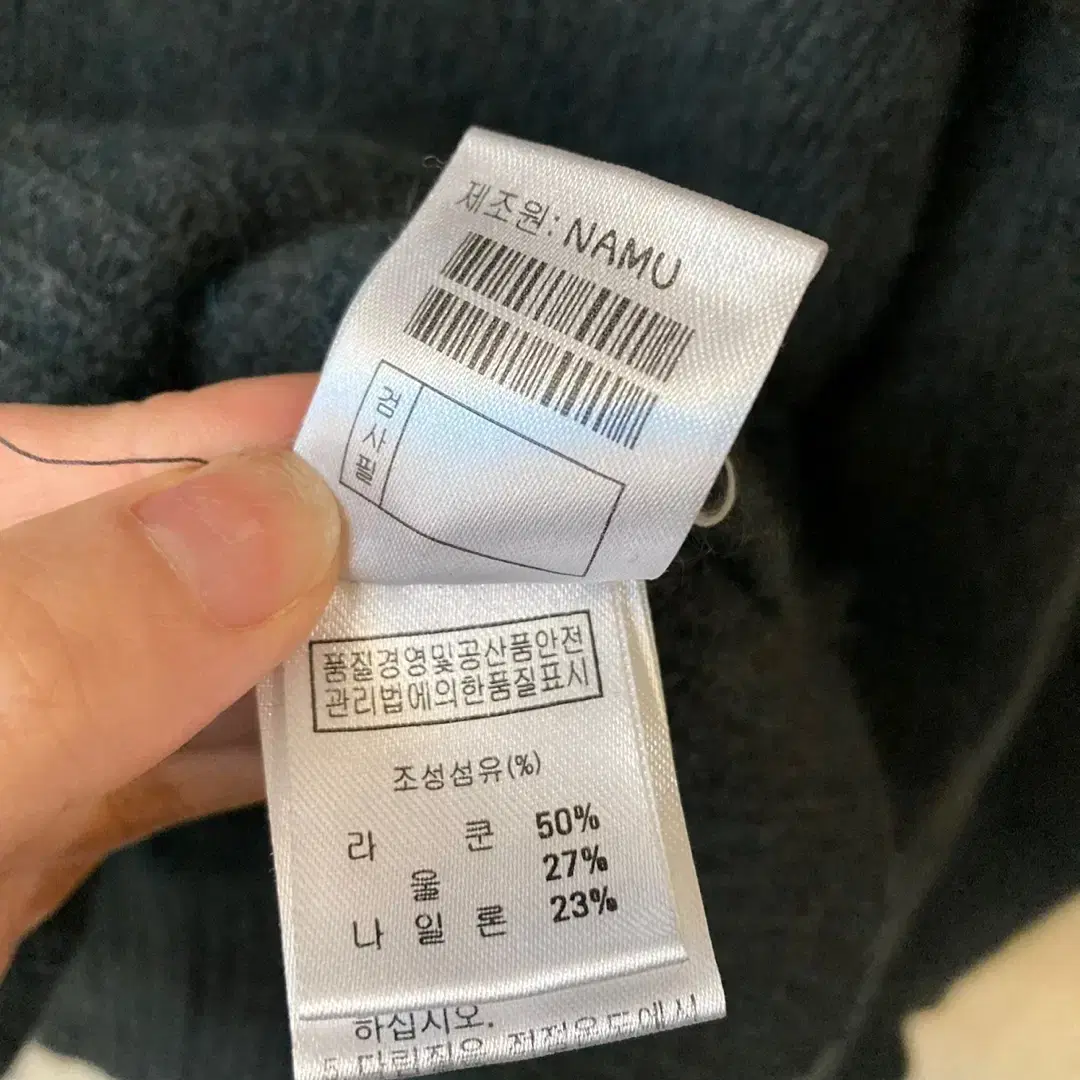 제조원: NAMU
검사필
품질경영및공산품안전
관리법에의한품질표시
조성섬유(%)
라 쿤 50%
울 27%
나 일 론 23%
하십시오.